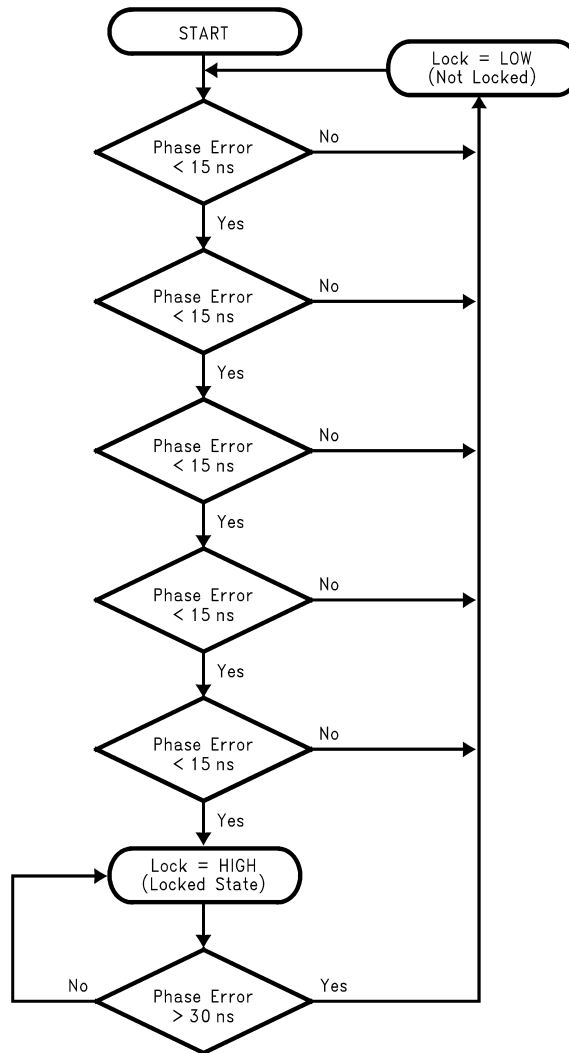 START
Lock = LOW
(Not Locked)
Phase Error
< 15 ns
No
Yes
Phase Error
< 15 ns
No
Yes
Phase Error
< 15 ns
No
Yes
Phase Error
< 15 ns
No
Yes
Phase Error
< 15 ns
No
Yes
Lock = HIGH
(Locked State)
No
Phase Error
> 30 ns
Yes